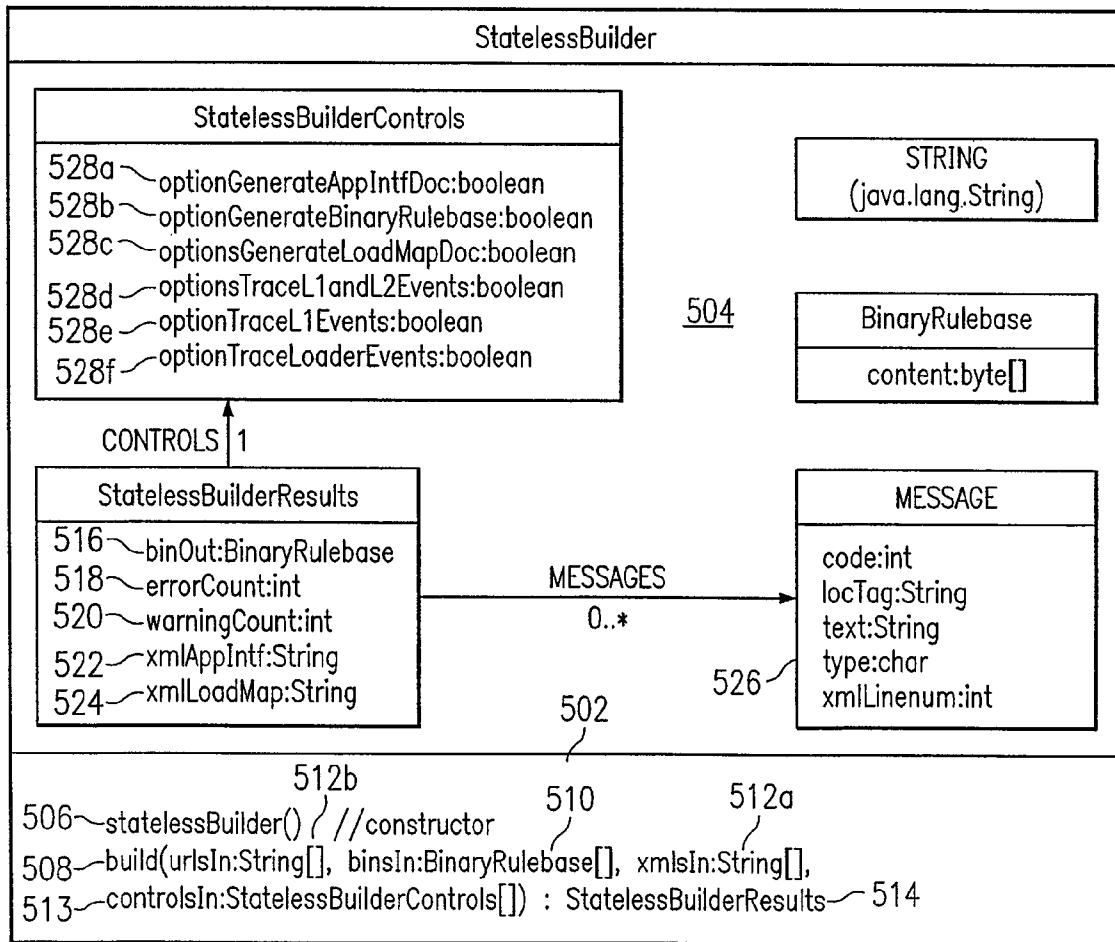 StatelessBuilder
StatelessBuilderControls
528a optionGenerateAppIntfDoc:boolean
528b optionGenerateBinaryRulebase:boolean
528c optionsGenerateLoadMapDoc:boolean
528d optionsTraceL1andL2Events:boolean
528e optionTraceL1Events:boolean
528f optionTraceLoaderEvents:boolean
STRING
(java.lang.String)
504
BinaryRulebase
content:byte[]
CONTROLS 1
StatelessBuilderResults
516 binOut:BinaryRulebase
518 errorCount:int
520 warningCount:int
522 xmlAppIntf:String
524 xmlLoadMap:String
MESSAGES
0..*
MESSAGE
code:int
locTag:String
text:String
526 type:char
xmlLinenum:int
502
512b 510 512a
506 statelessBuilder() //constructor
508 build(urlsIn:String[], binsIn:BinaryRulebase[], xmlsIn:String[],
513 controlsIn:StatelessBuilderControls[]) : StatelessBuilderResults 514